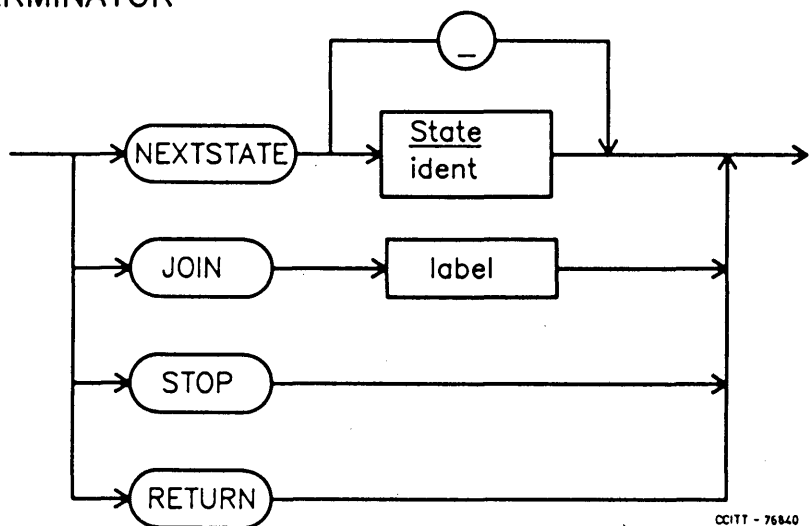 ERMINATOR
_
NEXTSTATE
State
ident
JOIN
label
STOP
RETURN
CCITT - 76840